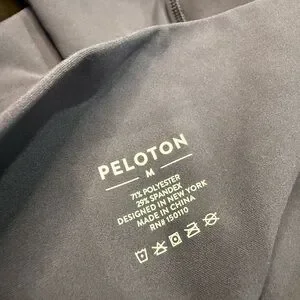 PELOTON
M
71% POLYESTER
29% SPANDEX
DESIGNED IN NEW YORK
MADE IN CHINA
RN# 150110